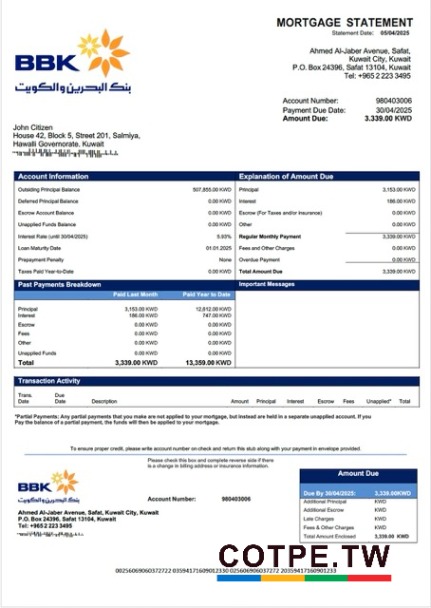 MORTGAGE STATEMENT
Statement Date: 05/04/2025
BBK
بنك البحرين والكويت
Ahmed Al-Jaber Avenue, Safat,
Kuwait City, Kuwait
P.O. Box 24396, Safat 13104, Kuwait
Tel: +965 2 223 3495
Account Number: 980403006
Payment Due Date: 30/04/2025
Amount Due: 3.339.00 KWD
John Citizen
House 42, Block 5, Street 201, Salmiya,
Hawalli Governorate, Kuwait
Account Information
Outsiding Principal Balance 507,855.00 KWD
Deferred Principal Balance 0.00 KWD
Escrow Account Balance 0.00 KWD
Unapplied Funds Balance 0.00 KWD
Interest Rate (until 30/04/2025) 5.93%
Loan Maturity Date 01.01.2025
Prepayment Penalty None
Taxes Paid Year-to-Date 0.00 KWD
Explanation of Amount Due
Principal 3,153.00 KWD
Interest 186.00 KWD
Escrow (For Taxes and/or Insurance) 0.00 KWD
Other 0.00 KWD
Regular Monthly Payment 3,339.00 KWD
Fees and Other Charges 0.00 KWD
Overdue Payment 0.00 KWD
Total Amount Due 3,339.00 KWD
Past Payments Breakdown
Paid Last Month Paid Year to Date
Principal 3,153.00 KWD 12,612.00 KWD
Interest 186.00 KWD 747.00 KWD
Escrow 0.00 KWD 0.00 KWD
Fees 0.00 KWD 0.00 KWD
Other 0.00 KWD 0.00 KWD
Unapplied Funds 0.00 KWD 0.00 KWD
Total 3,339.00 KWD 13,359.00 KWD
Important Messages
Transaction Activity
Trans. Date Due Date Description Amount Principal Interest Escrow Fees Unapplied* Total
*Partial Payments: Any partial payments that you make are not applied to your mortgage, but instead are held in a separate unapplied account. If you
Pay the balance of a partial payment, the funds will then be applied to your mortgage.
To ensure proper credit, please write account number on check and return this stub along with your payment in envelope provided.
Please check this box and complete reverse side if there
is a change in billing address or insurance information.
BBK
بنك البحرين والكويت
Account Number: 980403006
Ahmed Al-Jaber Avenue, Safat, Kuwait City, Kuwait
P.O. Box 24396, Safat 13104, Kuwait
Tel: +965 2 223 3495
Amount Due
Due By 30/04/2025: 3,339.00KWD
Additional Principal KWD
Additional Escrow KWD
Late Charges KWD
Fees & Other Charges KWD
Total Amount Enclosed 3,339.00 KWD
COTPE.TW